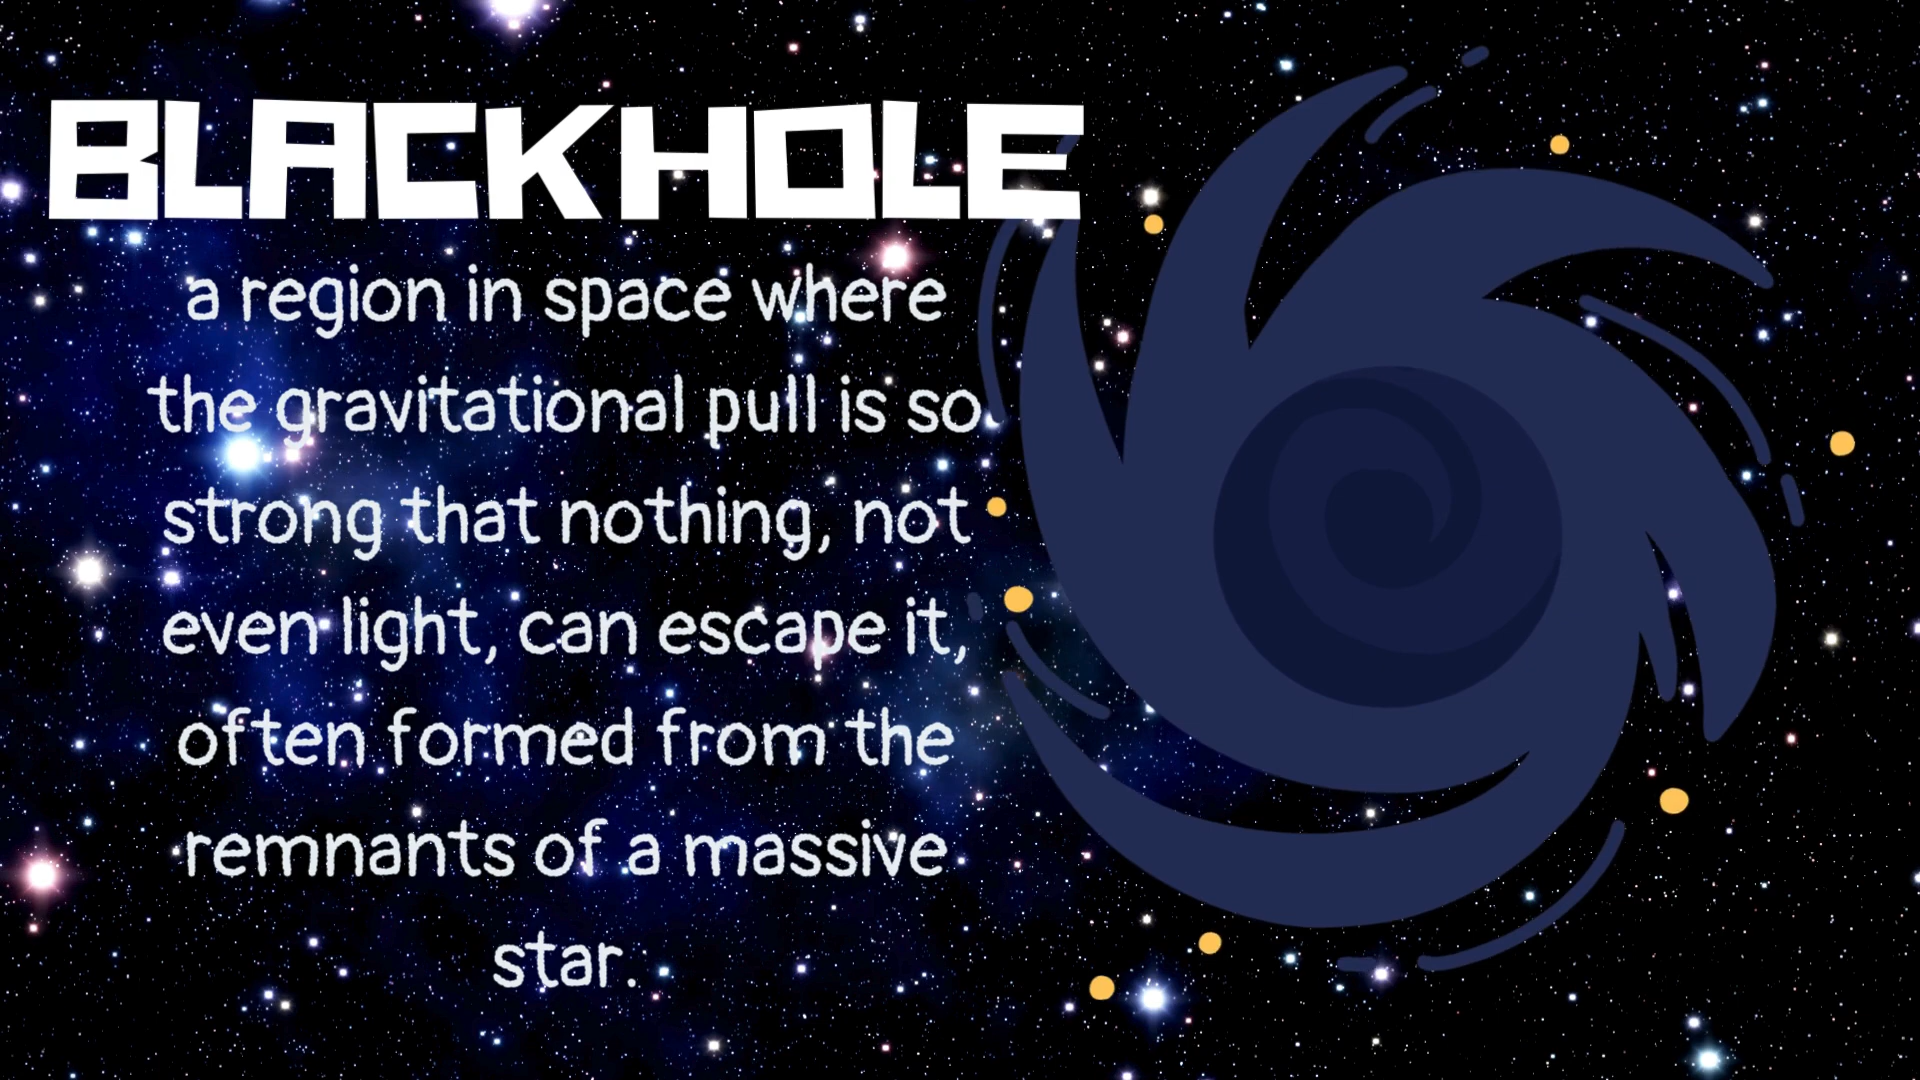 BLACKHOLE
a region in space where
the gravitational pull is so
strong that nothing, not
even light, can escape it,
often formed from the
remnants of a massive
star.